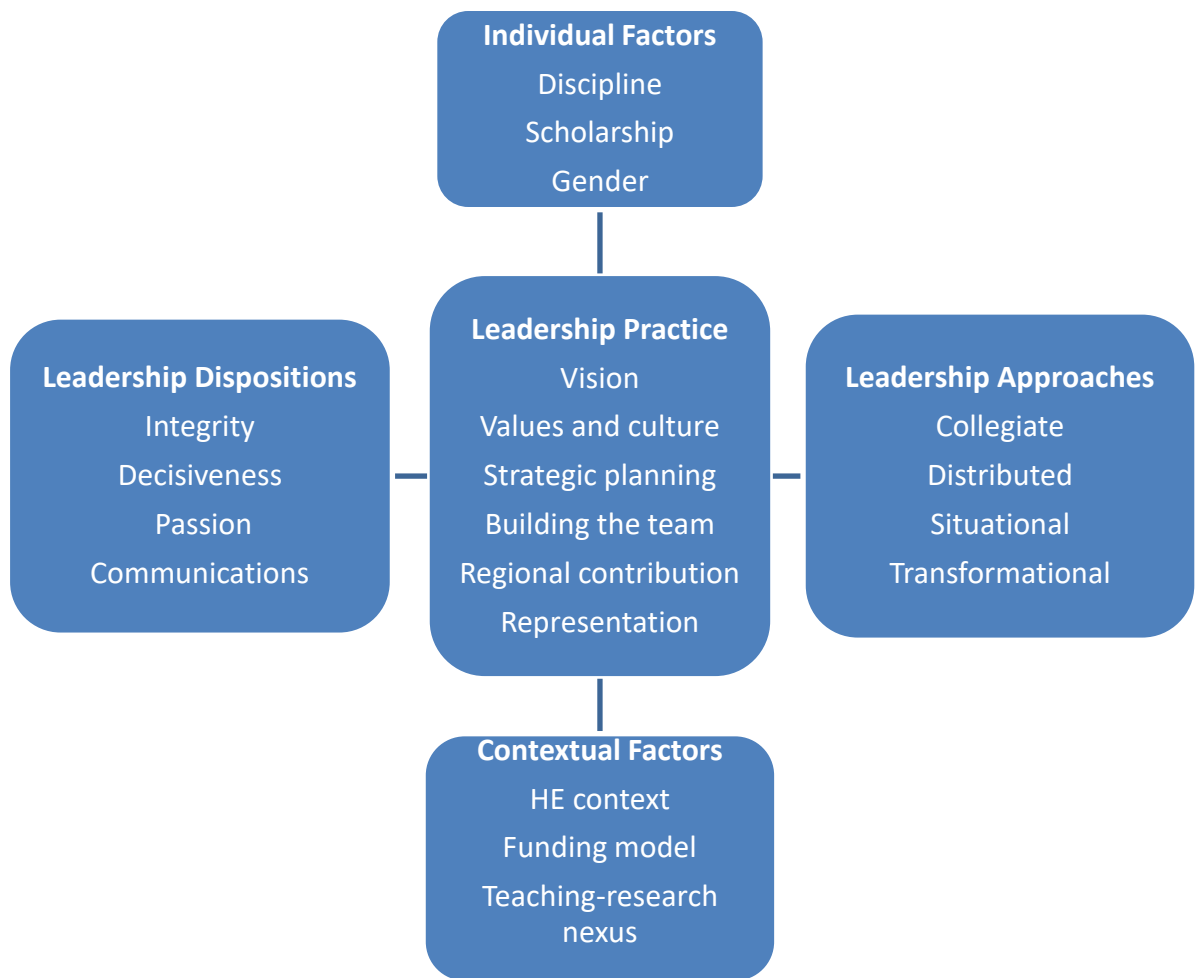 Individual Factors
Discipline
Scholarship
Gender
Leadership Dispositions
Integrity
Decisiveness
Passion
Communications
Leadership Practice
Vision
Values and culture
Strategic planning
Building the team
Regional contribution
Representation
Leadership Approaches
Collegiate
Distributed
Situational
Transformational
Contextual Factors
HE context
Funding model
Teaching-research
nexus